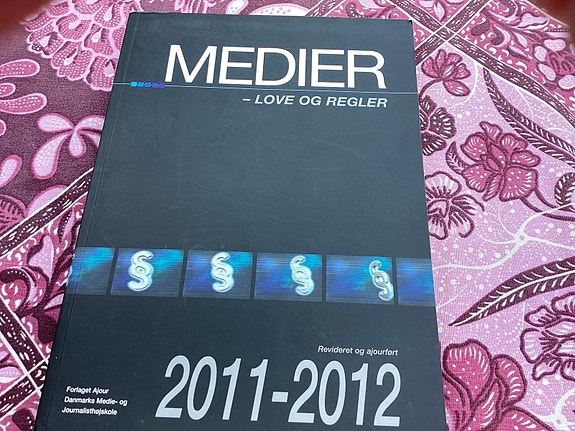 MEDIER
– LOVE OG REGLER
§ § § §
Revideret og ajourført
2011-2012
Forlaget Ajour
Danmarks Medie- og
Journalisthøjskole